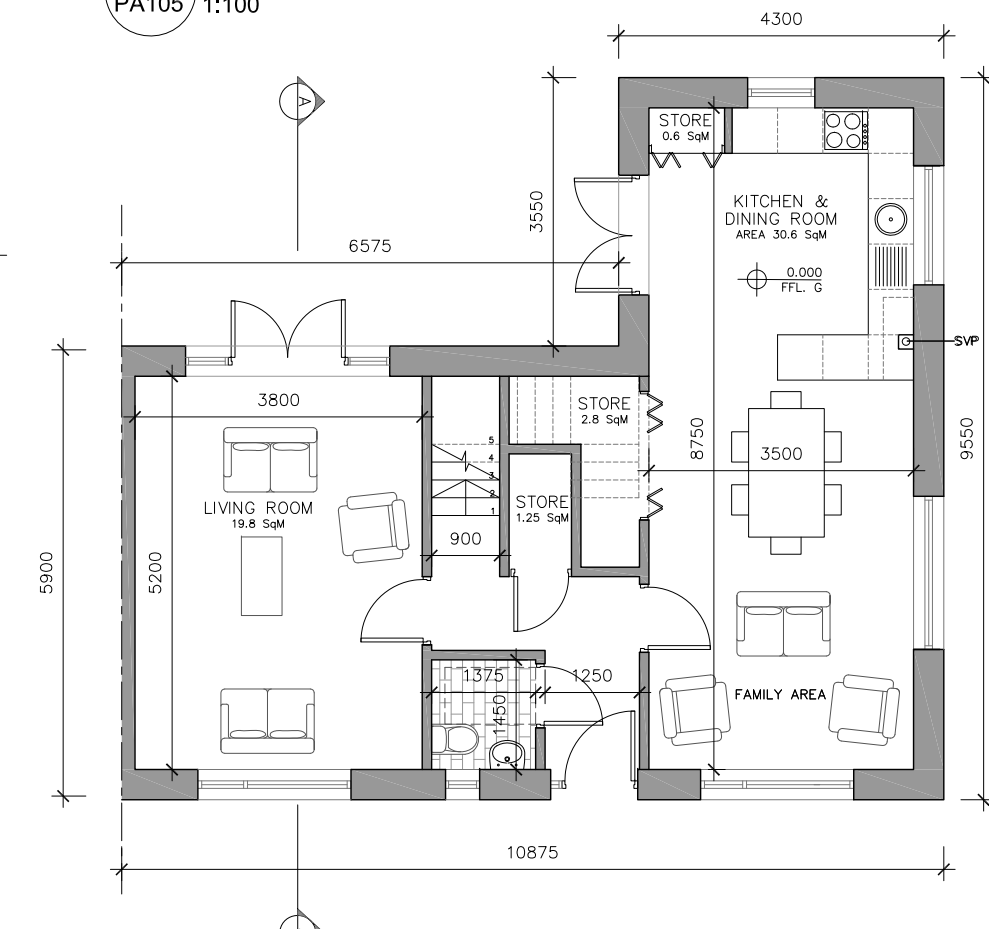 PA105 1:100
4300
A
STORE
0.6 SqM
3550
KITCHEN &
DINING ROOM
AREA 30.6 SqM
6575
0.000
FFL. G
SVP
3800
STORE
2.8 SqM
8750
3500
9550
5
4
3
2
1
LIVING ROOM
19.8 SqM
STORE
1.25 SqM
900
5900
5200
1375
1250
1450
FAMILY AREA
10875